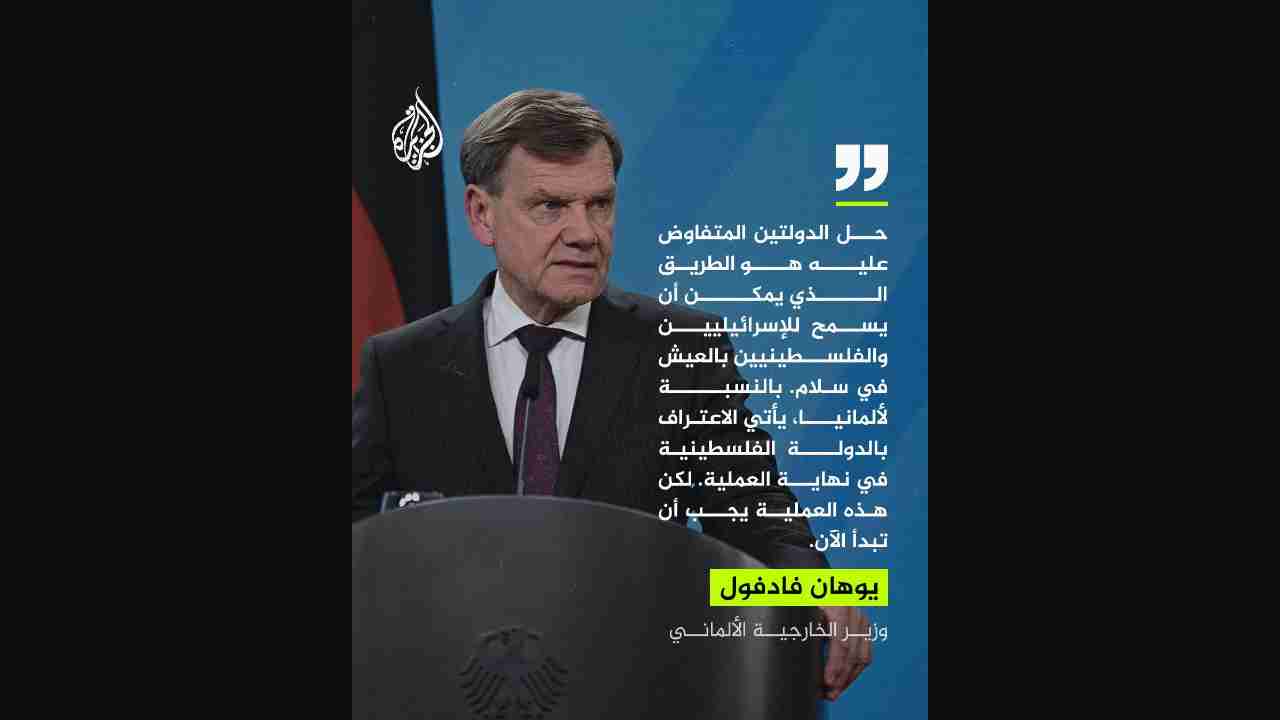 الجزيرة
حل الدولتين المتفاوض
عليه هو الطريق
الذي يمكن أن
يسمح للإسرائيليين
والفلسطينيين بالعيش
في سلام. بالنسبة
لألمانيا، يأتي الاعتراف
بالدولة الفلسطينية
في نهاية العملية. لكن
هذه العملية يجب أن
تبدأ الآن.
يوهان فادفول
وزير الخارجية الألماني